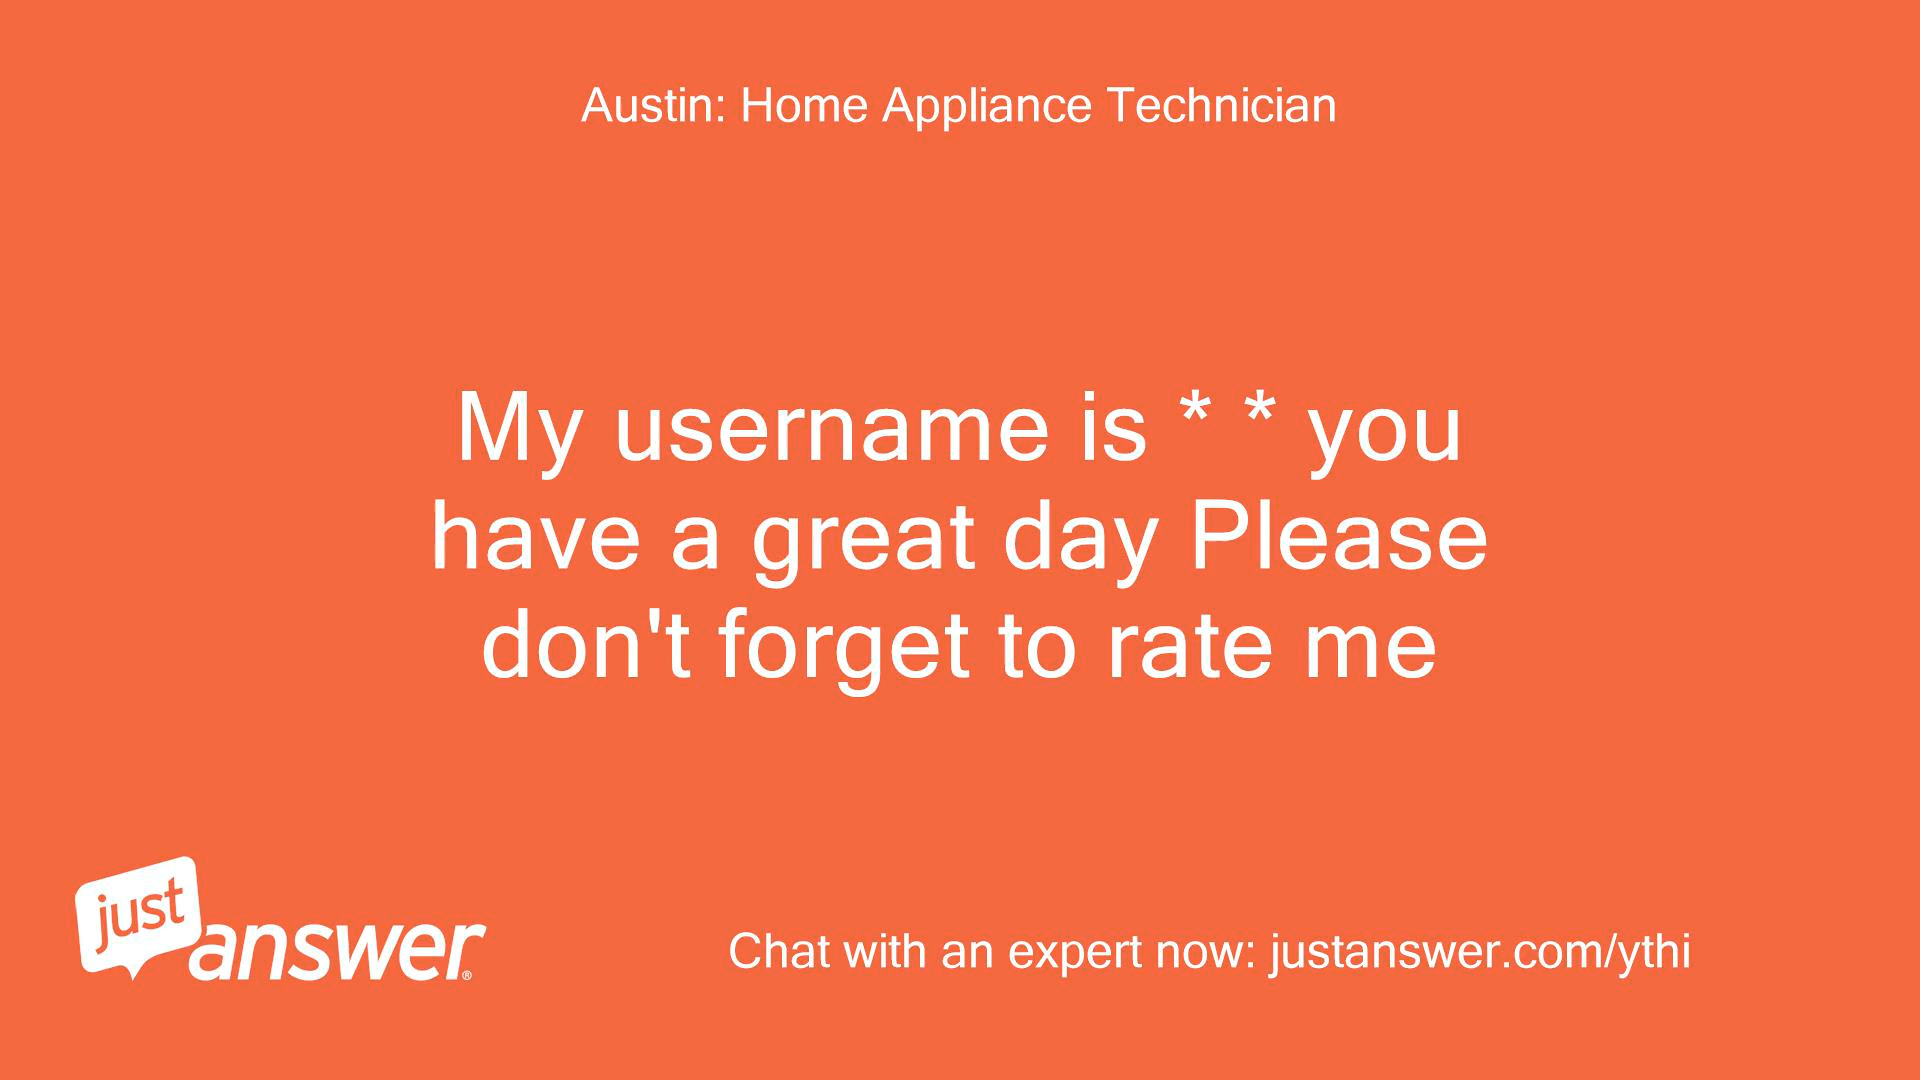 Austin: Home Appliance Technician
My username is * * you
have a great day Please
don't forget to rate me
just
answer®
Chat with an expert now: justanswer.com/ythi